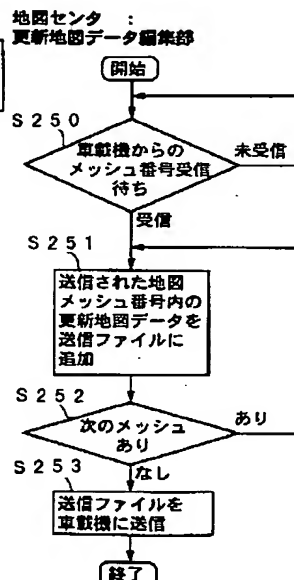 地図センタ :
更新地図データ編集部
開始
S250
車載機からの
メッシュ番号受信
待ち
未受信
受信
S251
送信された地図
メッシュ番号内の
更新地図データを
送信ファイルに
追加
S252
次のメッシュ
あり
あり
なし
S253
送信ファイルを
車載機に送信
終了